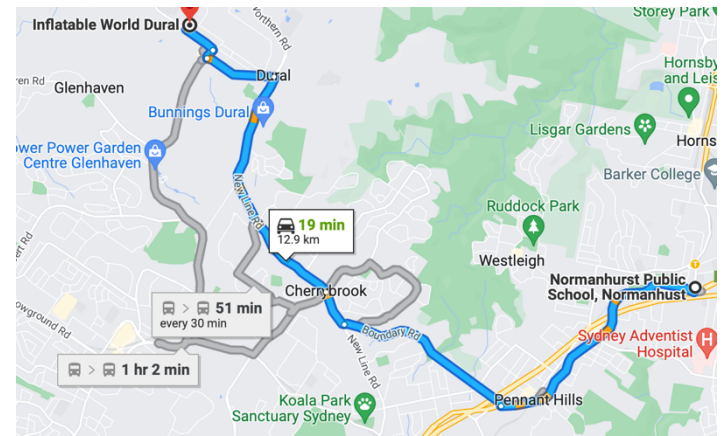 Inflatable World Dural
Northern Rd
Storey Park
Hornsby
and Leis
Glenhaven
Dural
Bunnings Dural
ower Power Garden
Centre Glenhaven
Lisgar Gardens
Horns
Barker College
New Line Rd
Ruddock Park
19 min
12.9 km
Westleigh
Normanhurst Public
School, Normanhust
Cherrybrook
51 min
every 30 min
owground Rd
Boundary Rd
New Line Rd
Sydney Adventist
Hospital
1 hr 2 min
Koala Park
Sanctuary Sydney
Pennant Hills